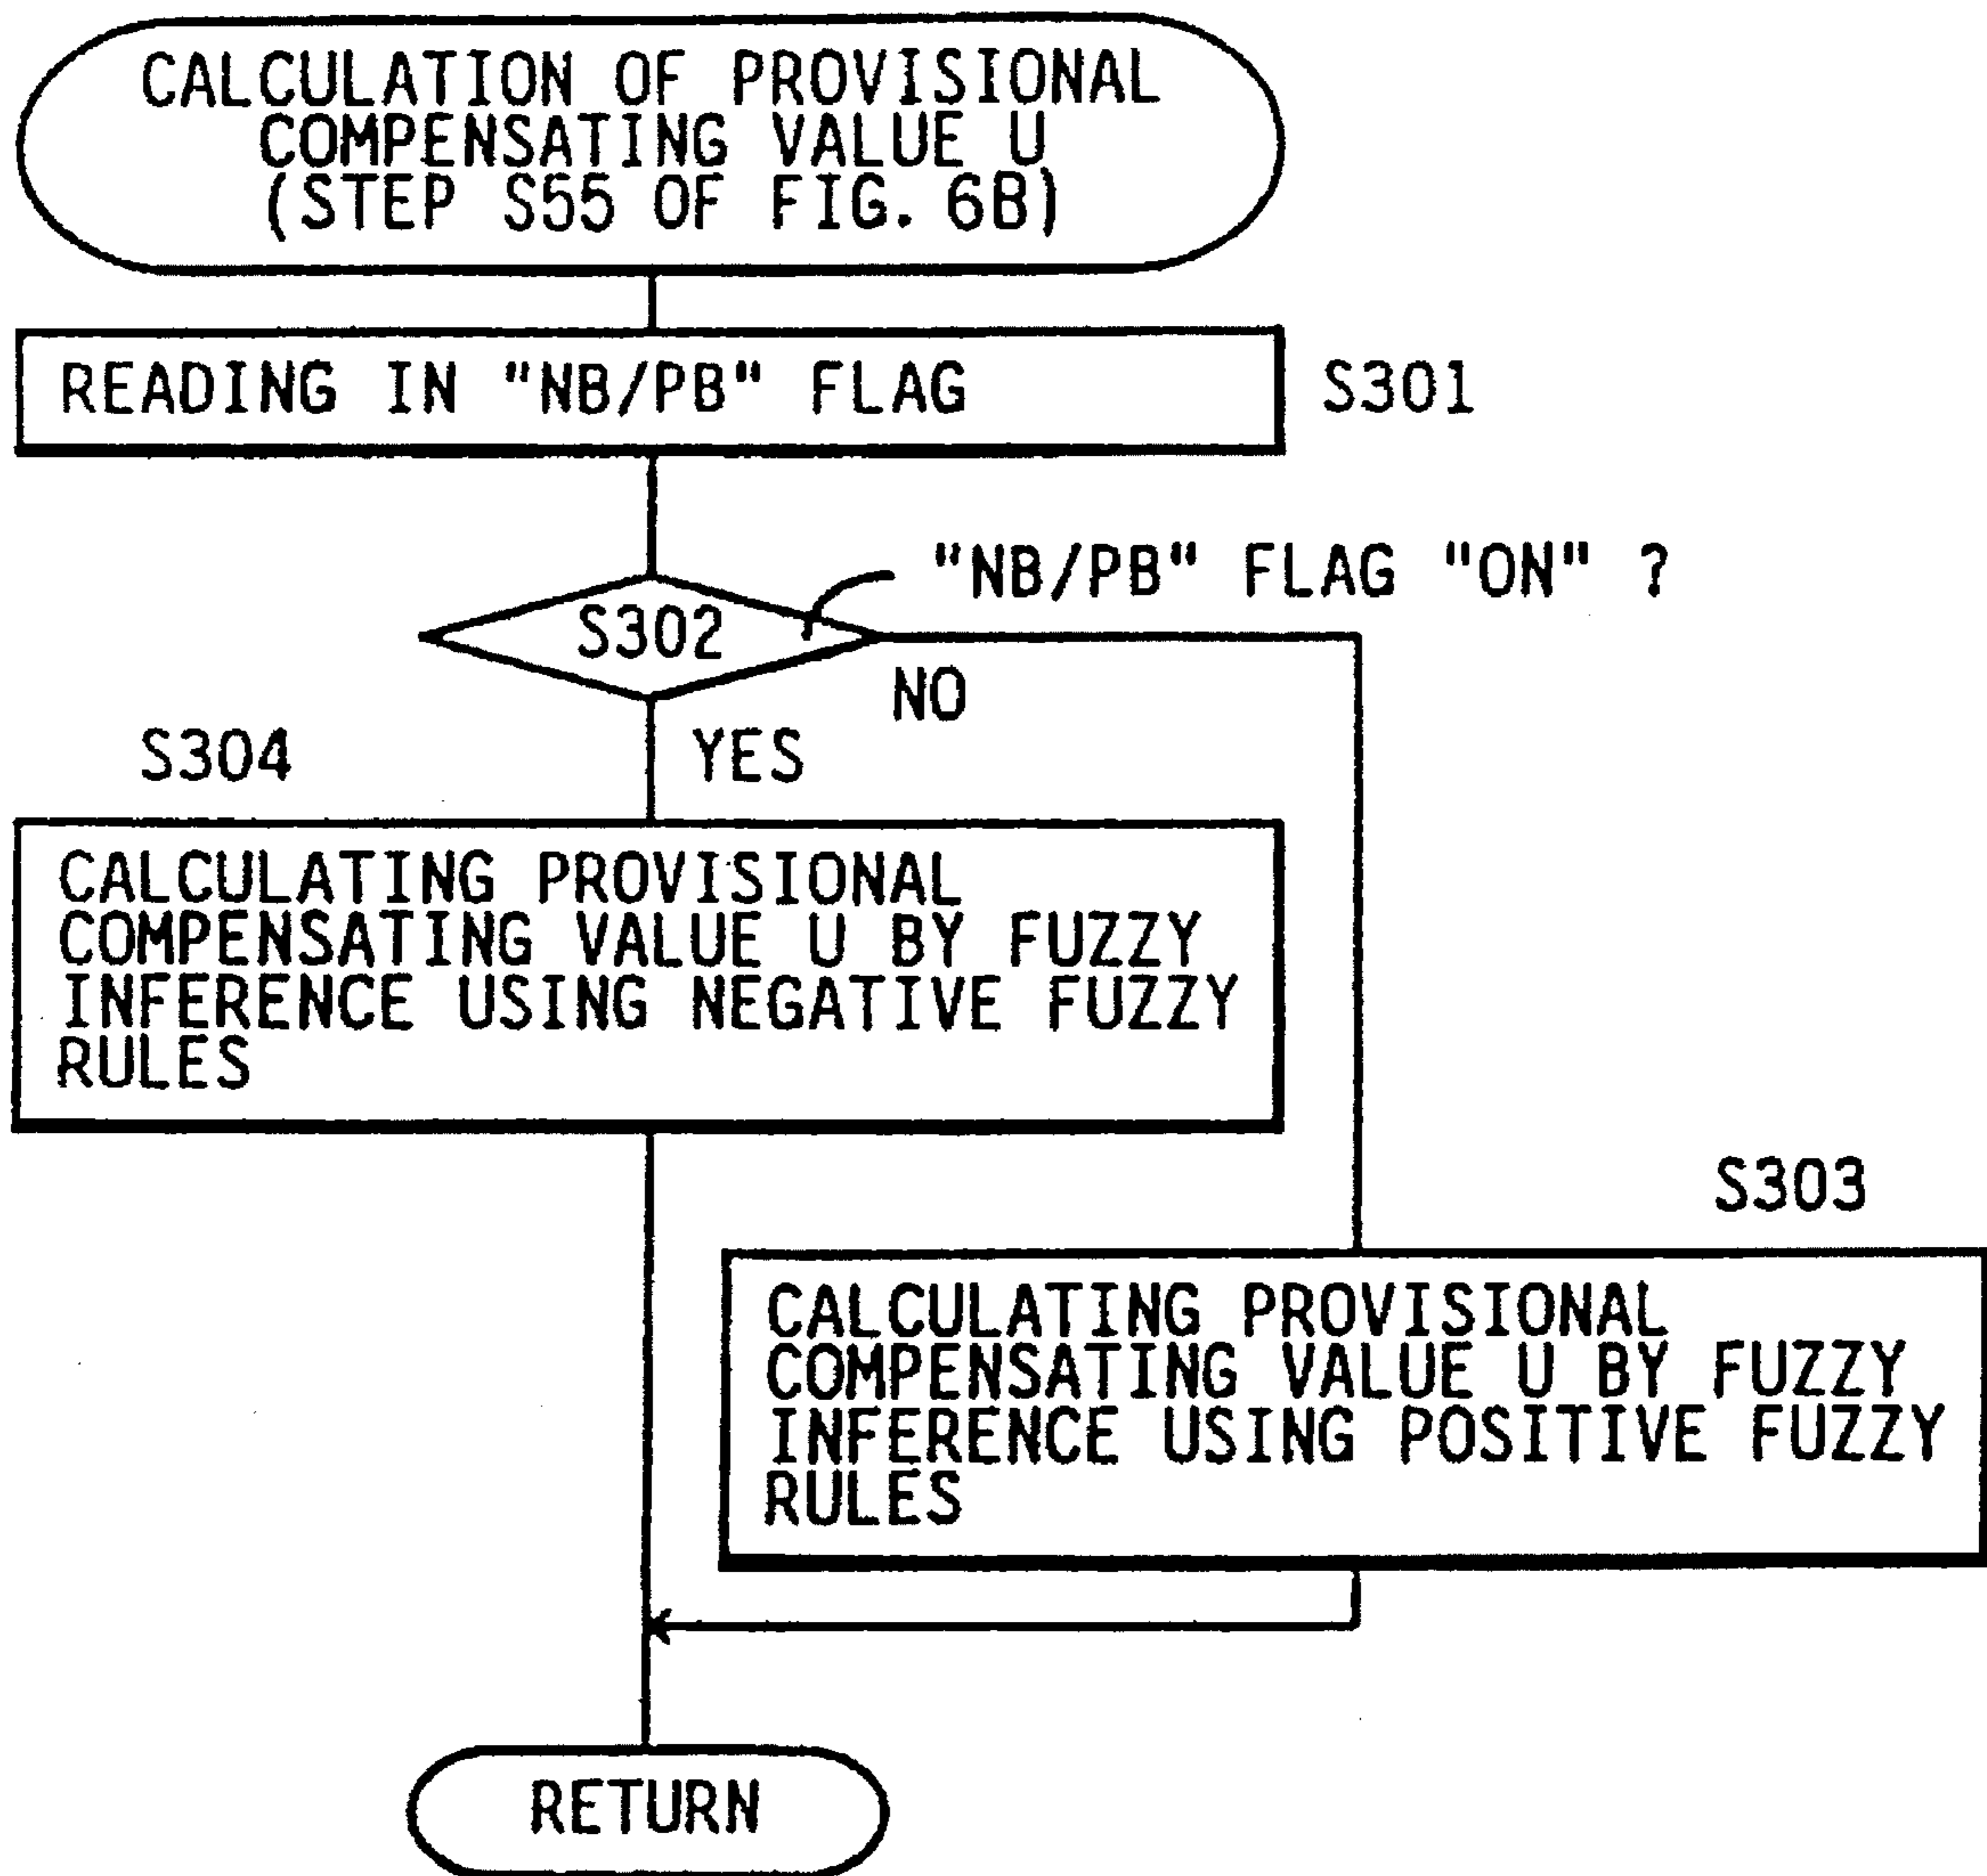 CALCULATION OF PROVISIONAL
COMPENSATING VALUE U
(STEP S55 OF FIG. 6B)
READING IN "NB/PB" FLAG
S301
"NB/PB" FLAG "ON" ?
S302
NO
S304
YES
CALCULATING PROVISIONAL
COMPENSATING VALUE U BY FUZZY
INFERENCE USING NEGATIVE FUZZY
RULES
S303
CALCULATING PROVISIONAL
COMPENSATING VALUE U BY FUZZY
INFERENCE USING POSITIVE FUZZY
RULES
RETURN